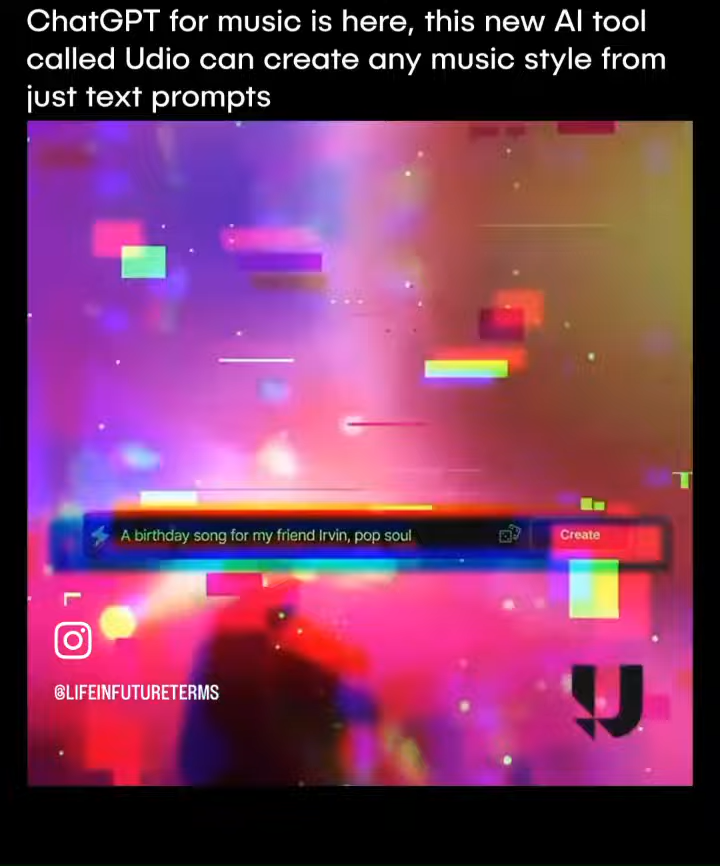 ChatGPT for music is here, this new AI tool
called Udio can create any music style from
just text prompts
A birthday song for my friend Irvin, pop soul
Create
@LIFEINFUTURETERMS